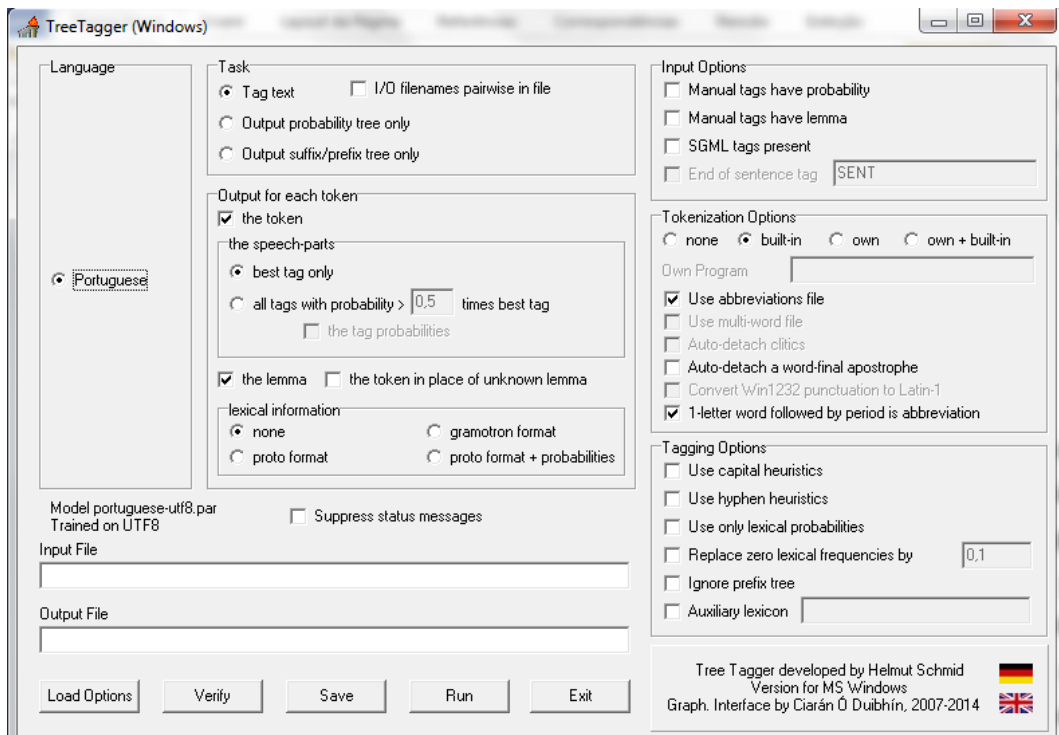 TreeTagger (Windows)
Language
Portuguese
Task
Tag text
I/O filenames pairwise in file
Output probability tree only
Output suffix/prefix tree only
Output for each token
the token
the speech-parts
best tag only
all tags with probability > 0,5 times best tag
the tag probabilities
the lemma
the token in place of unknown lemma
lexical information
none
gramotron format
proto format
proto format + probabilities
Model portuguese-utf8.par
Trained on UTF8
Suppress status messages
Input File
Output File
Load Options
Verify
Save
Run
Exit
Input Options
Manual tags have probability
Manual tags have lemma
SGML tags present
End of sentence tag SENT
Tokenization Options
none
built-in
own
own + built-in
Own Program
Use abbreviations file
Use multi-word file
Auto-detach clitics
Auto-detach a word-final apostrophe
Convert Win1232 punctuation to Latin-1
1-letter word followed by period is abbreviation
Tagging Options
Use capital heuristics
Use hyphen heuristics
Use only lexical probabilities
Replace zero lexical frequencies by 0,1
Ignore prefix tree
Auxiliary lexicon
Tree Tagger developed by Helmut Schmid
Version for MS Windows
Graph. Interface by Ciarán Ó Duibhín, 2007-2014